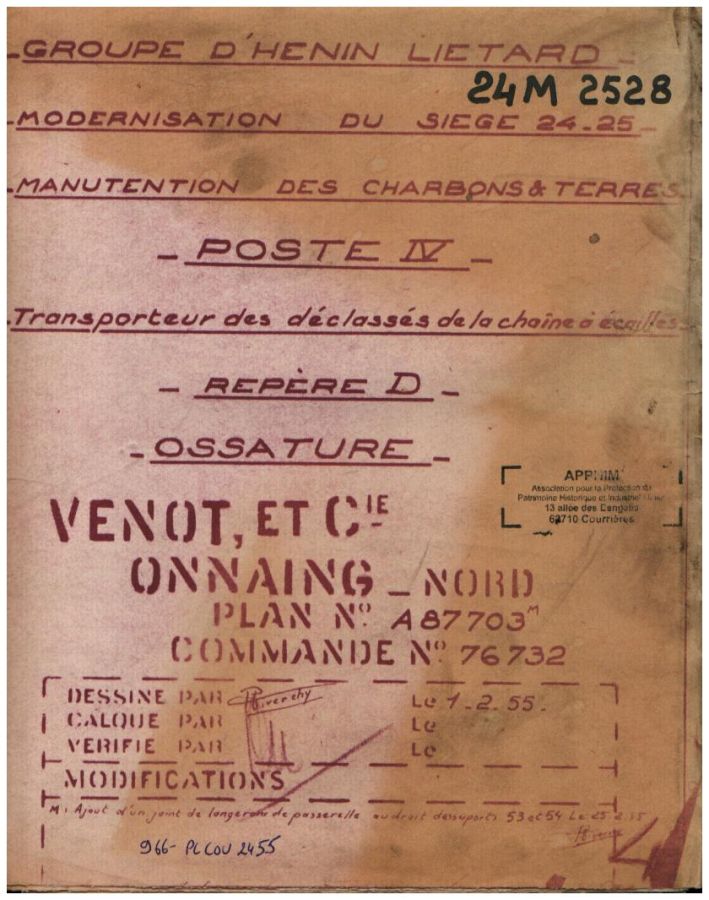 GROUPE D'HENIN LIETARD
24M 2528
MODERNISATION DU SIEGE 24-25
MANUTENTION DES CHARBONS & TERRES
POSTE IV
Transporteur des déclassés de la chaîne à écailles
REPÈRE D
OSSATURE
APPHIM
Association pour la Protection du
Patrimoine Historique et Industriel
13 allée des
62710 Courrières
VENOT, ET CIE
ONNAING _ NORD
PLAN Nº A 87703 M
COMMANDE Nº 76732
DESSINE PAR Le 1-2-55-
CALQUE PAR Le
VERIFIE PAR Le
MODIFICATIONS
M: Ajout d'un joint de longeron de passerelle au droit des suports 53 et 54 Le 25 2 55
966- PL COU 2455